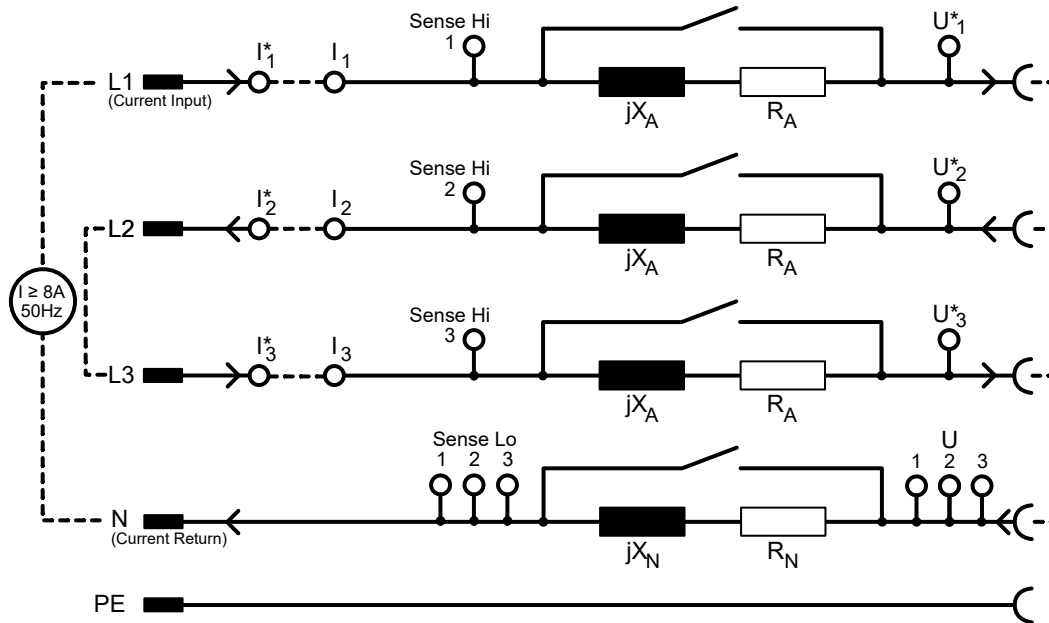 Sense Hi
1
U*1
I*1
I1
L1
(Current Input)
jXA
RA
Sense Hi
2
U*2
I*2
I2
L2
jXA
RA
I ≥ 8A
50Hz
Sense Hi
3
U*3
I*3
I3
L3
jXA
RA
Sense Lo
1 2 3
U
1 2 3
N
(Current Return)
jXN
RN
PE